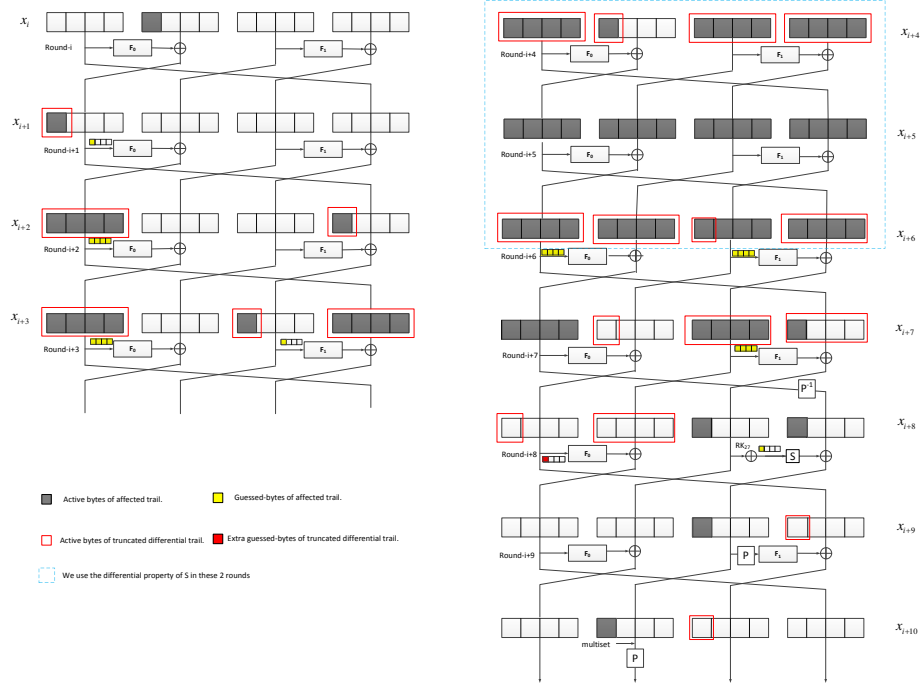 x_i
Round-i F₀ F₁
x_{i+1}
Round-i+1 F₀ F₁
x_{i+2}
Round-i+2 F₀ F₁
x_{i+3}
Round-i+3 F₀ F₁
Active bytes of affected trail. Guessed-bytes of affected trail.
Active bytes of truncated differential trail. Extra guessed-bytes of truncated differential trail.
We use the differential property of S in these 2 rounds
x_{i+4}
Round-i+4 F₀ F₁
x_{i+5}
Round-i+5 F₀ F₁
x_{i+6}
Round-i+6 F₀ F₁
x_{i+7}
Round-i+7 F₀ F₁
P⁻¹
x_{i+8}
RK₂₇
Round-i+8 F₀ S
x_{i+9}
Round-i+9 F₀ P F₁
x_{i+10}
multiset
P